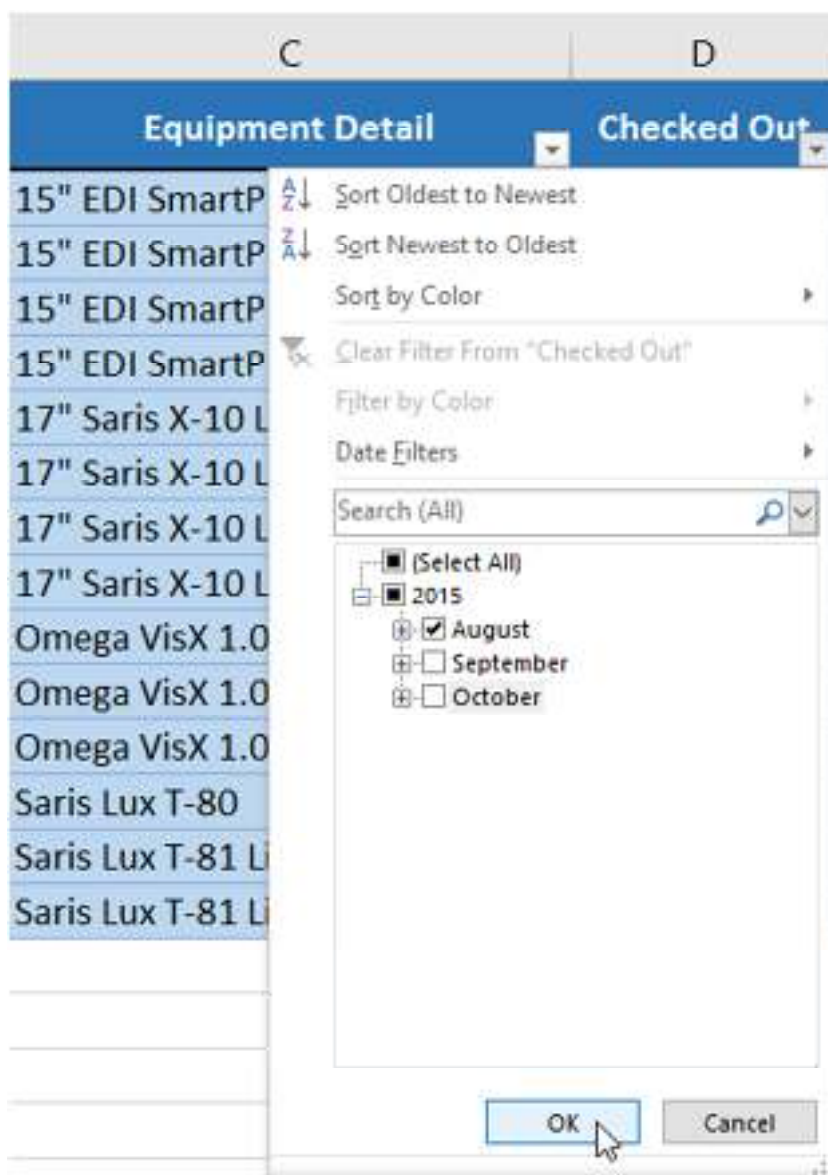 C D
Equipment Detail Checked Out
15" EDI SmartP
15" EDI SmartP
15" EDI SmartP
15" EDI SmartP
17" Saris X-10 L
17" Saris X-10 L
17" Saris X-10 L
17" Saris X-10 L
Omega VisX 1.0
Omega VisX 1.0
Omega VisX 1.0
Saris Lux T-80
Saris Lux T-81 Li
Saris Lux T-81 Li
Sort Oldest to Newest
Sort Newest to Oldest
Sort by Color
Clear Filter From "Checked Out"
Filter by Color
Date Filters
Search (All)
(Select All)
2015
August
September
October
OK Cancel